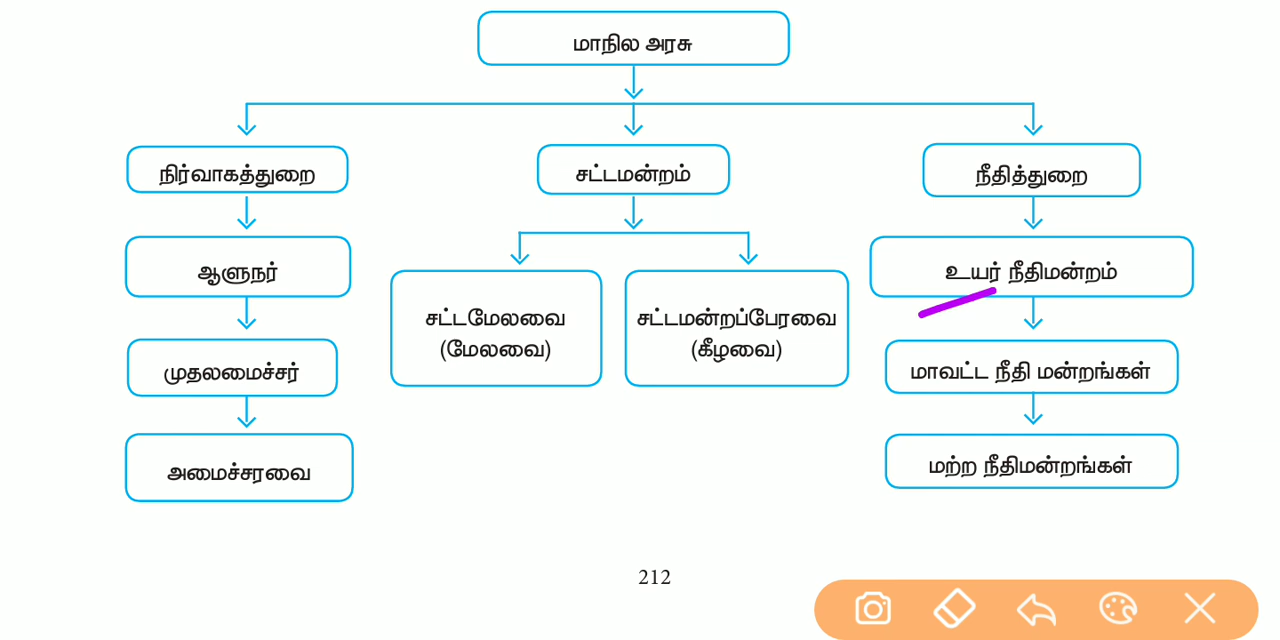 மாநில அரசு
நிர்வாகத்துறை
சட்டமன்றம்
நீதித்துறை
ஆளுநர்
உயர் நீதிமன்றம்
சட்டமேலவை
(மேலவை)
சட்டமன்றப்பேரவை
(கீழவை)
முதலமைச்சர்
மாவட்ட நீதி மன்றங்கள்
அமைச்சரவை
மற்ற நீதிமன்றங்கள்
212